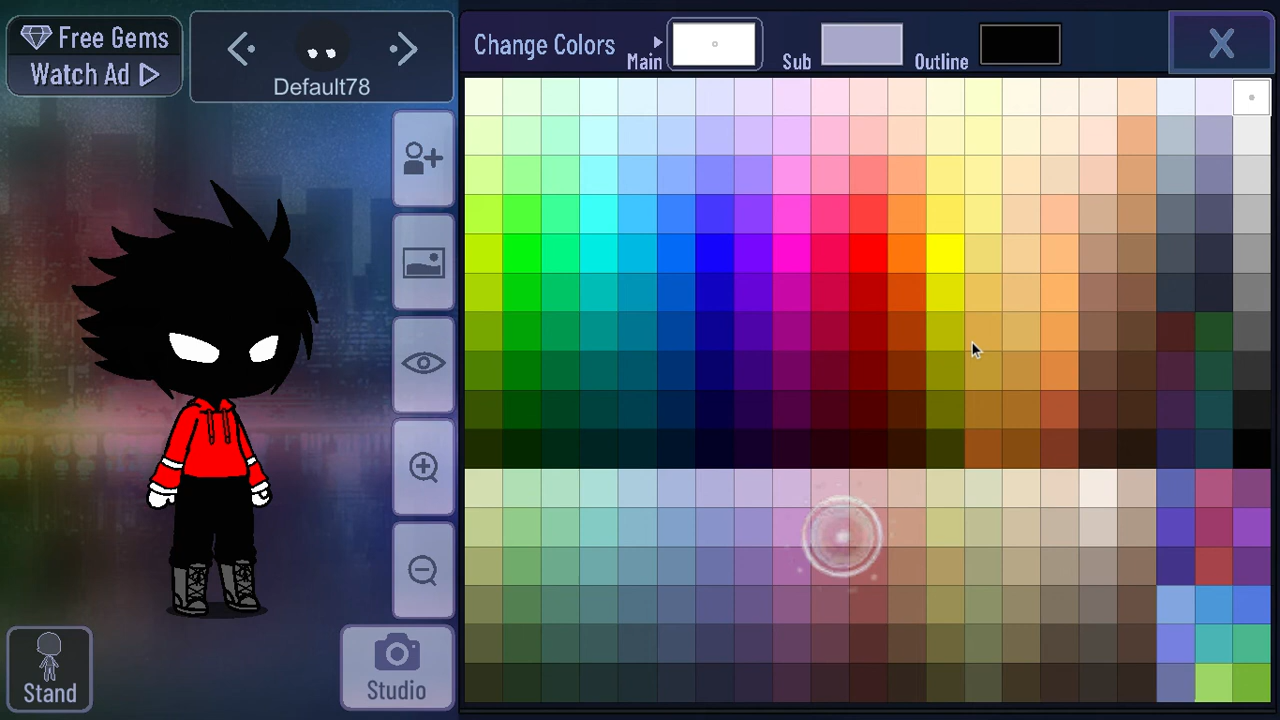 Free Gems
Watch Ad
Default78
Change Colors
Main
Sub
Outline
Stand
Studio